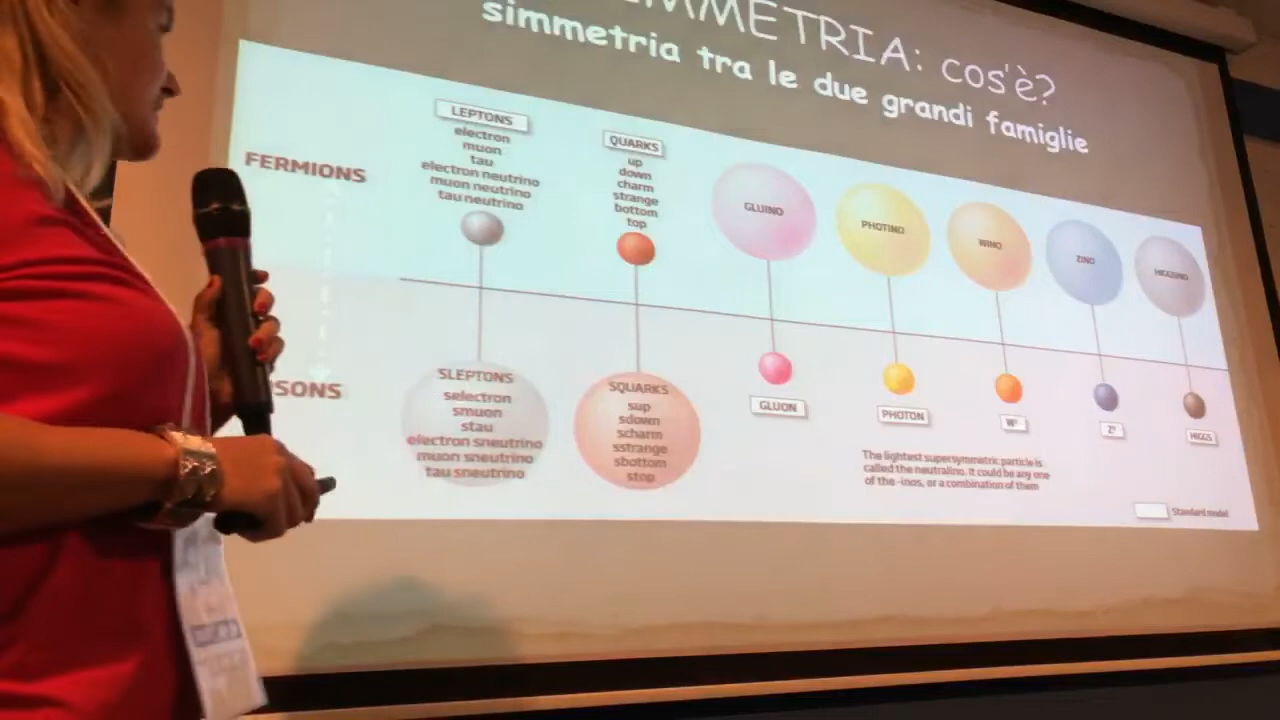 MMETRIA: cos'è?
simmetria tra le due grandi famiglie
FERMIONS
LEPTONS
electron
muon
tau
electron neutrino
muon neutrino
tau neutrino
QUARKS
up
down
charm
strange
bottom
top
GLUINO
PHOTINO
WINO
ZINO
HIGGSINO
SONS
SLEPTONS
selectron
smuon
stau
electron sneutrino
muon sneutrino
tau sneutrino
SQUARKS
sup
sdown
scharm
sstrange
sbottom
stop
GLUON
PHOTON
Z⁰
HIGGS
The lightest supersymmetric particle is
called the neutralino. It could be any one
of the -inos, or a combination of them
Standard model